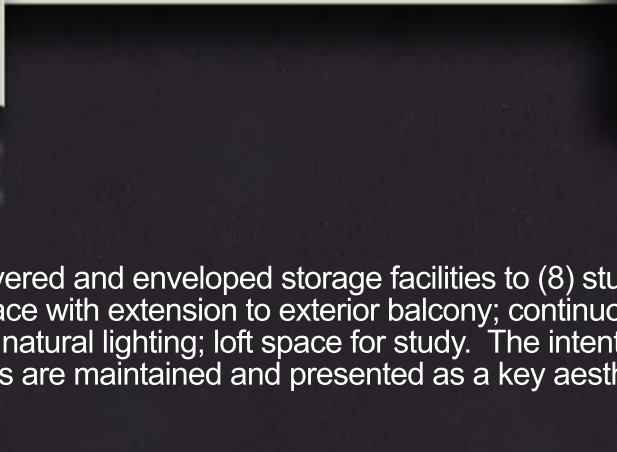 vered and enveloped storage facilities to (8) stu
ace with extension to exterior balcony; continuo
natural lighting; loft space for study.  The intent
s are maintained and presented as a key aesth